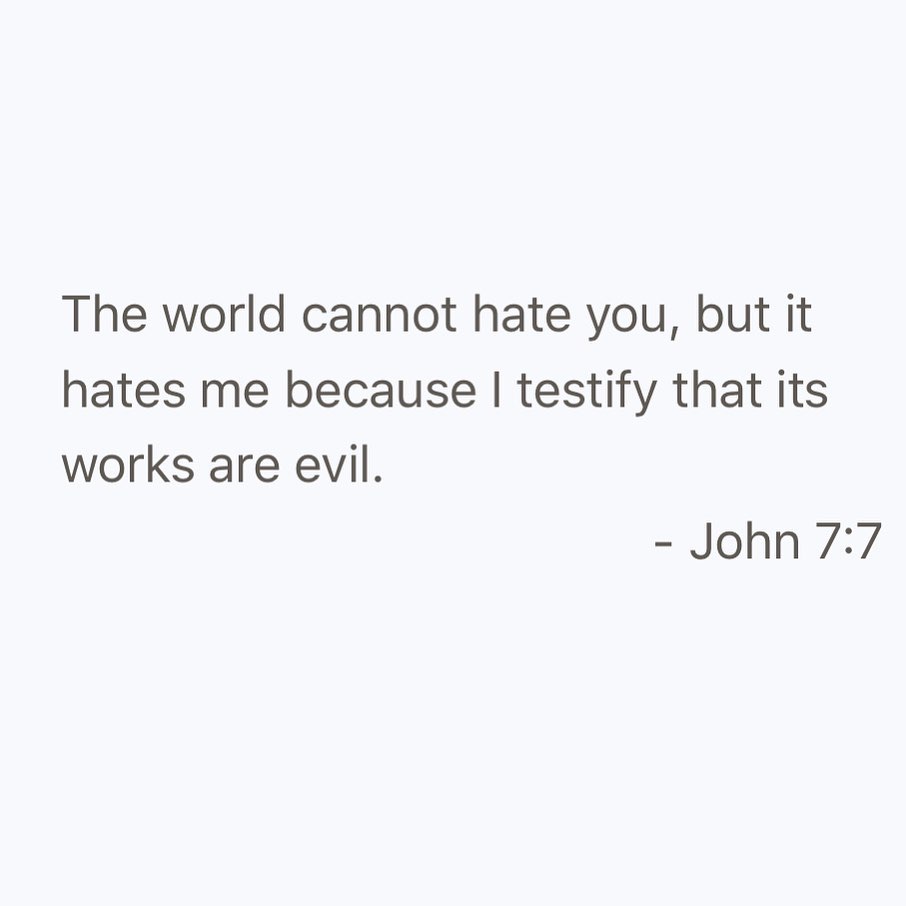 The world cannot hate you, but it
hates me because I testify that its
works are evil.
- John 7:7